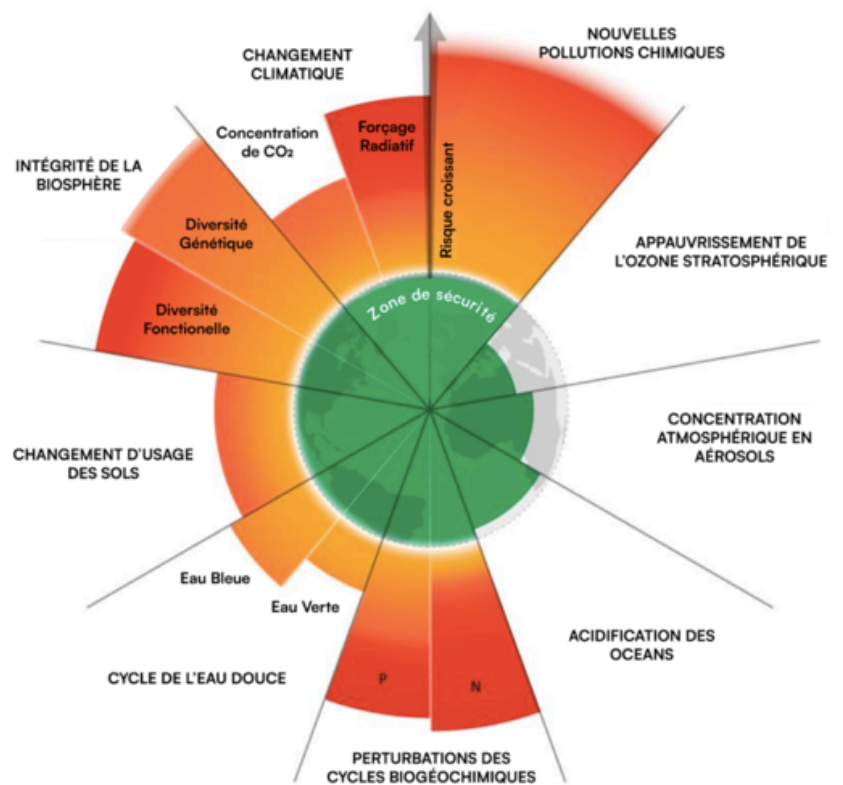 NOUVELLES
POLLUTIONS CHIMIQUES
CHANGEMENT
CLIMATIQUE
Concentration
de CO₂
Forçage
Radiatif
Risque croissant
INTÉGRITÉ DE LA
BIOSPHÈRE
Diversité
Génétique
Diversité
Fonctionelle
APPAUVRISSEMENT DE
L'OZONE STRATOSPHÉRIQUE
Zone de sécurité
CONCENTRATION
ATMOSPHÉRIQUE EN
AÉROSOLS
CHANGEMENT D'USAGE
DES SOLS
Eau Bleue
Eau Verte
ACIDIFICATION DES
OCEANS
CYCLE DE L'EAU DOUCE
P
N
PERTURBATIONS DES
CYCLES BIOGÉOCHIMIQUES